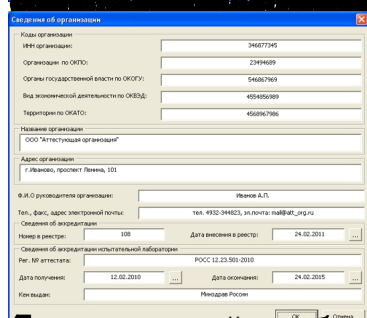 Сведения об организации
Коды организации
ИНН организации: 346877345
Организации по ОКПО: 23494689
Органы государственной власти по ОКОГУ: 546867969
Вид экономической деятельности по ОКВЭД: 4594856989
Территории по ОКАТО: 4568967986
Название организации
ООО "Аттестующая организация"
Адрес организации
г.Иваново, проспект Ленина, 101
Ф.И.О руководителя организации: Иванов А.П.
Тел., факс, адрес электронной почты: тел. 4932-344823, эл.почта: mail@att_org.ru
Сведения об аккредитации
Номер в реестре: 108 Дата внесения в реестр: 24.02.2011 ...
Сведения об аккредитации испытательной лаборатории
Рег. № аттестата: РОСС 12.23.501-2010
Дата получения: 12.02.2010 ... Дата окончания: 24.02.2015 ...
Кем выдан: Минздрав России
OK Отмена